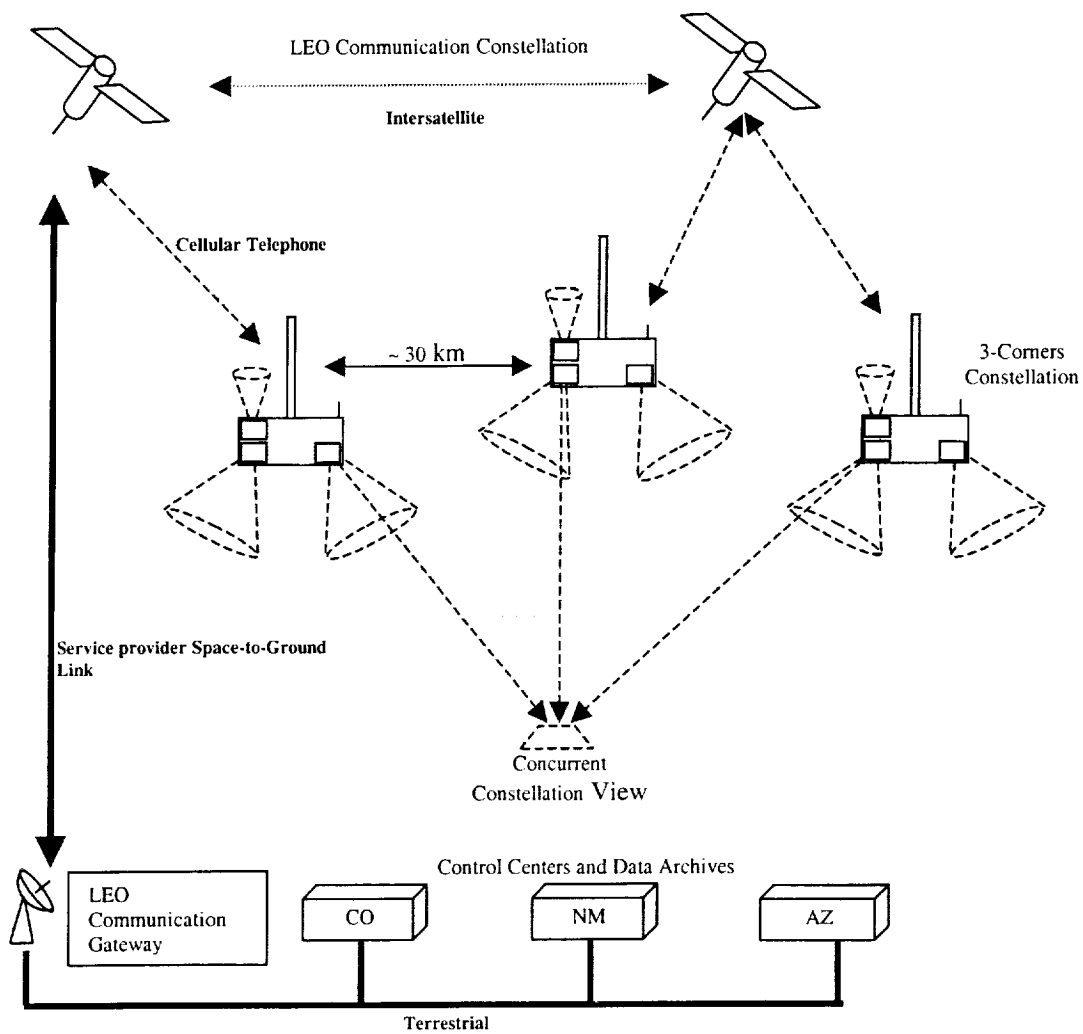 LEO Communication Constellation
Intersatellite
Cellular Telephone
~ 30 km
3-Corners
Constellation
Service provider Space-to-Ground
Link
Concurrent
Constellation View
Control Centers and Data Archives
LEO
Communication
Gateway
CO
NM
AZ
Terrestrial